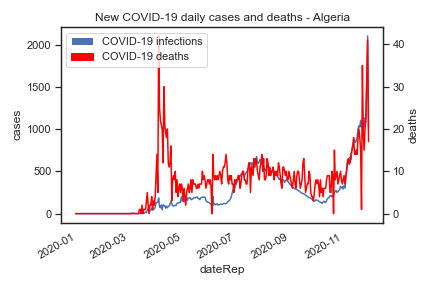 New COVID-19 daily cases and deaths - Algeria
COVID-19 infections
COVID-19 deaths
2000
1500
1000
500
0
cases
40
30
20
10
0
deaths
2020-01
2020-03
2020-05
2020-07
2020-09
2020-11
dateRep